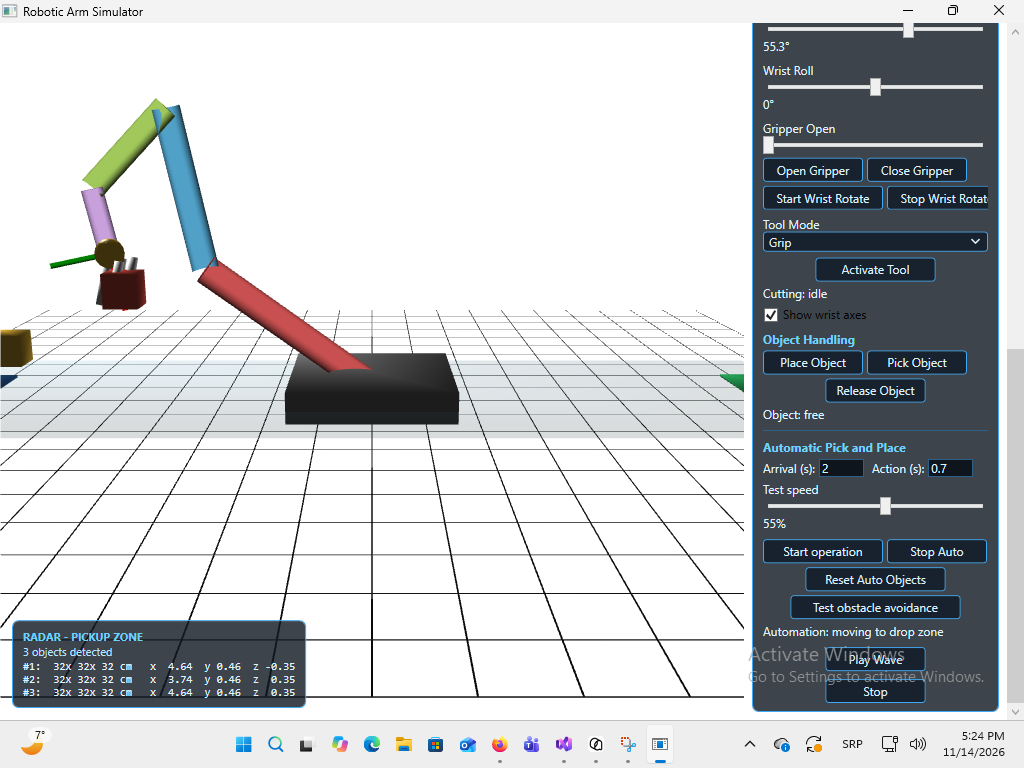 Robotic Arm Simulator
55.3°
Wrist Roll
0°
Gripper Open
Open Gripper Close Gripper
Start Wrist Rotate Stop Wrist Rotat
Tool Mode
Grip
Activate Tool
Cutting: idle
Show wrist axes
Object Handling
Place Object Pick Object
Release Object
Object: free
Automatic Pick and Place
Arrival (s): 2 Action (s): 0.7
Test speed
55%
Start operation Stop Auto
Reset Auto Objects
Test obstacle avoidance
Automation: moving to drop zone
Play Wave
Stop
Activate Windows
Go to Settings to activate Windows.
RADAR - PICKUP ZONE
3 objects detected
#1: 32x 32x 32 cm x 4.64 y 0.46 z -0.35
#2: 32x 32x 32 cm x 3.74 y 0.46 z 0.35
#3: 32x 32x 32 cm x 4.64 y 0.46 z 0.35
7°
SRP
5:24 PM
11/14/2026